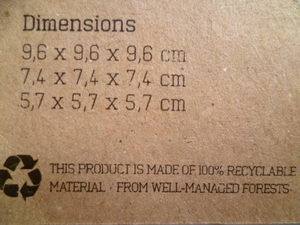 Dimensions
9,6 x 9,6 x 9,6 cm
7,4 x 7,4 x 7,4 cm
5,7 x 5,7 x 5,7 cm
THIS PRODUCT IS MADE OF 100% RECYCLABLE
MATERIAL · FROM WELL-MANAGED FORESTS